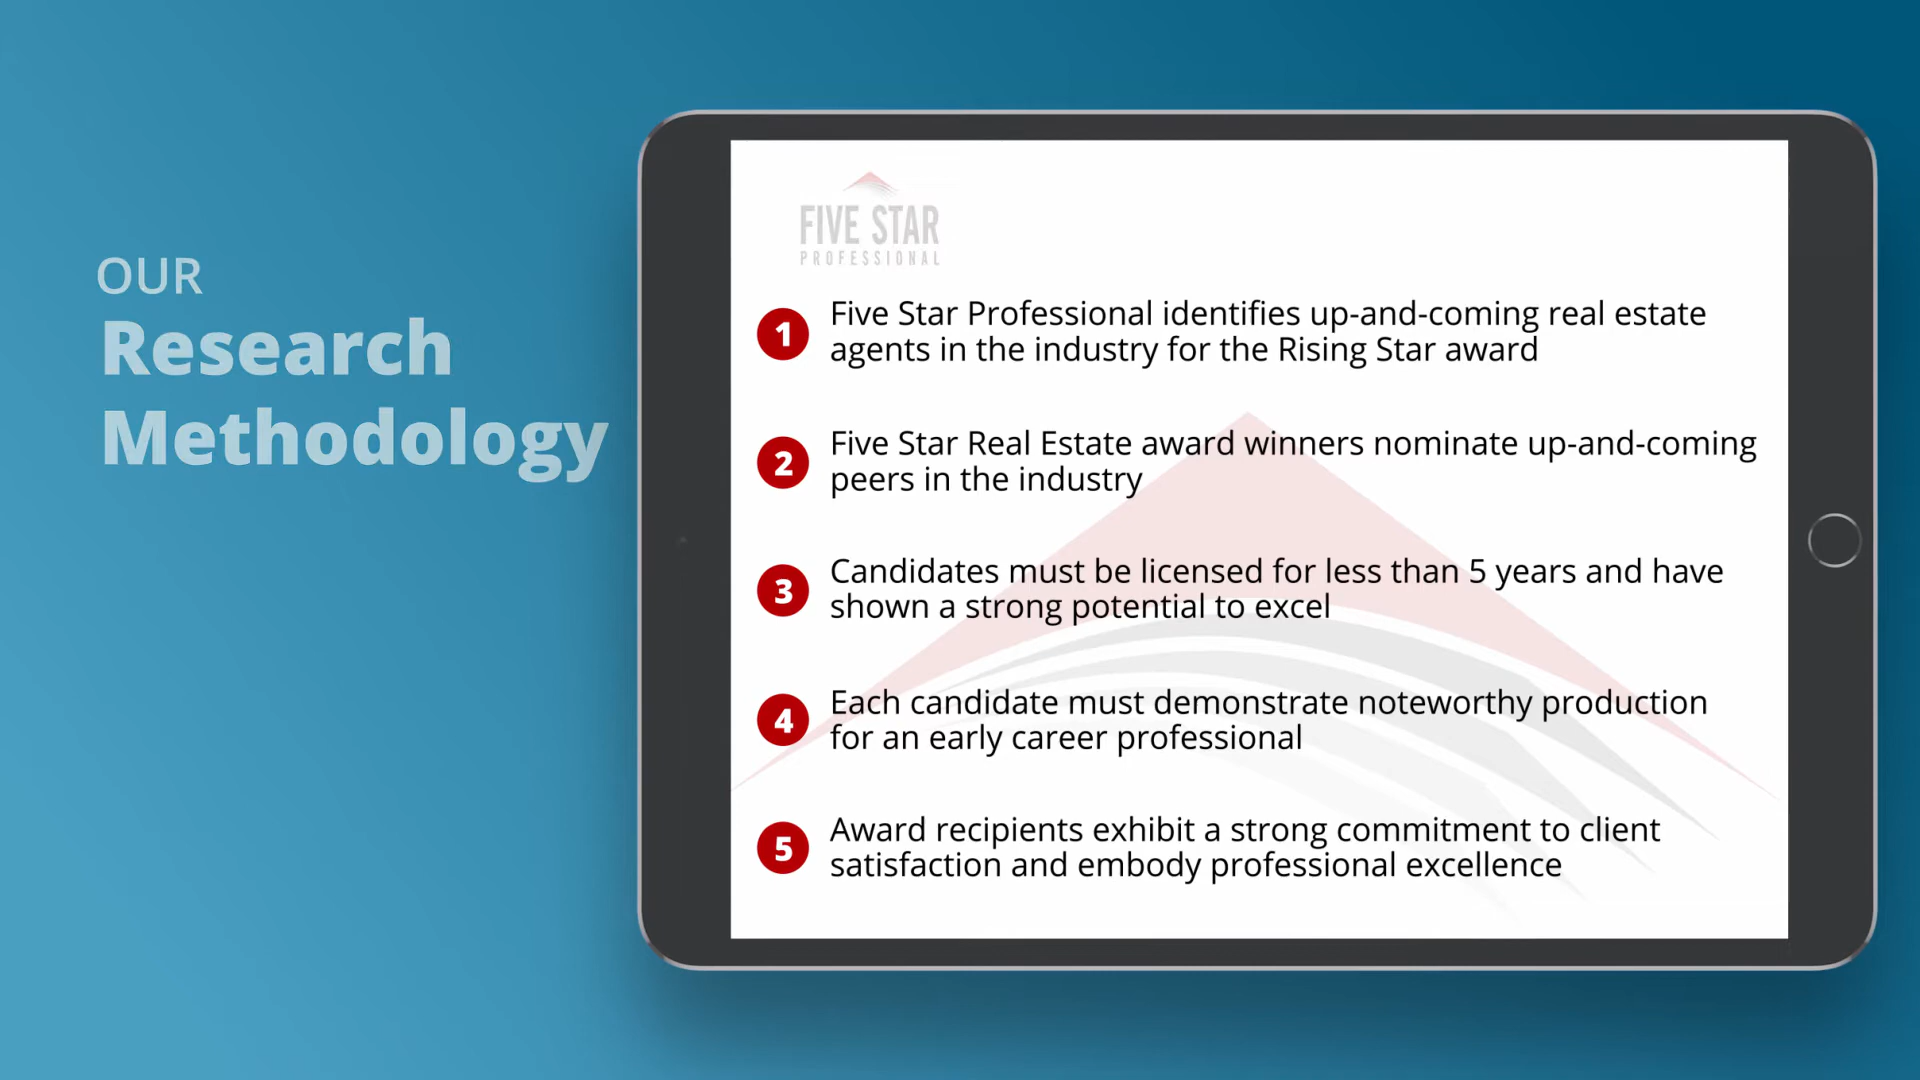 OUR
Research
Methodology
FIVE STAR
PROFESSIONAL
1 Five Star Professional identifies up-and-coming real estate
agents in the industry for the Rising Star award
2 Five Star Real Estate award winners nominate up-and-coming
peers in the industry
3 Candidates must be licensed for less than 5 years and have
shown a strong potential to excel
4 Each candidate must demonstrate noteworthy production
for an early career professional
5 Award recipients exhibit a strong commitment to client
satisfaction and embody professional excellence